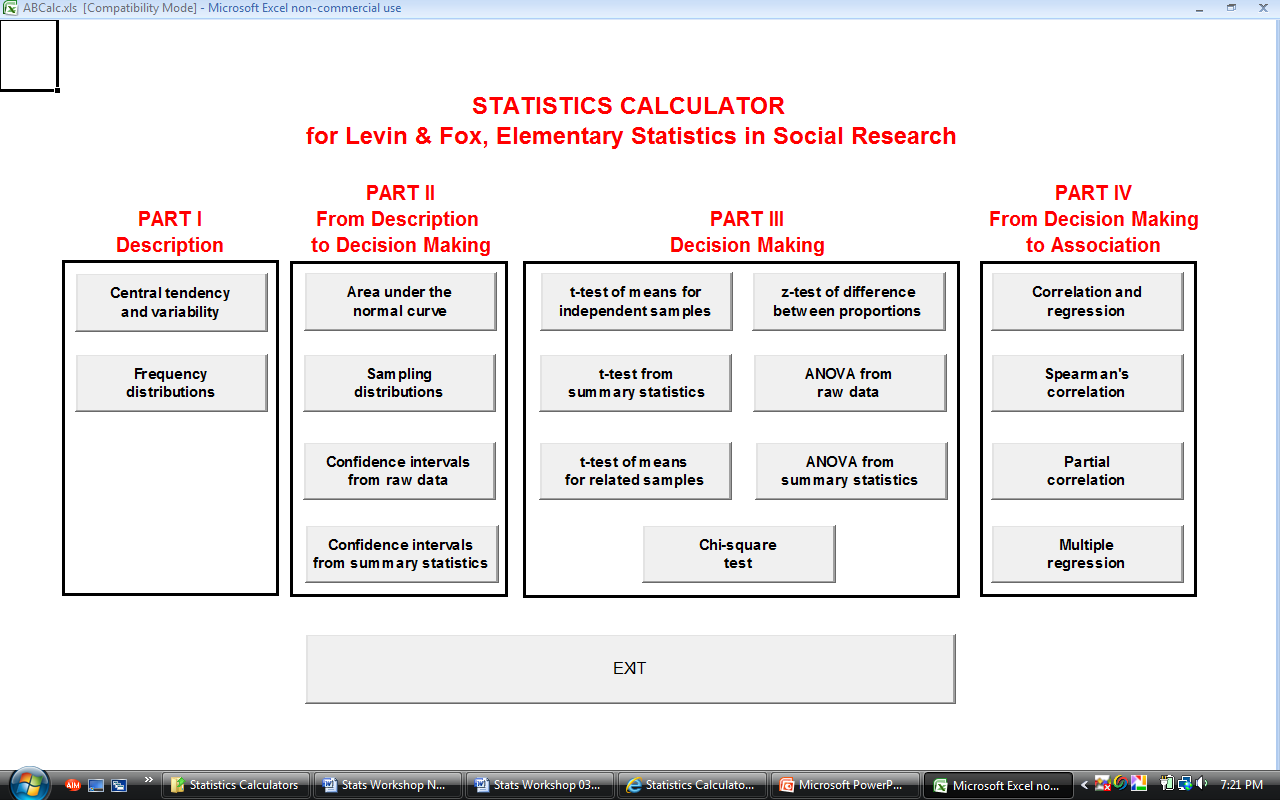 ABCalc.xls [Compatibility Mode] - Microsoft Excel non-commercial use
STATISTICS CALCULATOR
for Levin & Fox, Elementary Statistics in Social Research
PART I
Description
Central tendency
and variability
Frequency
distributions
PART II
From Description
to Decision Making
Area under the
normal curve
Sampling
distributions
Confidence intervals
from raw data
Confidence intervals
from summary statistics
PART III
Decision Making
t-test of means for
independent samples
z-test of difference
between proportions
t-test from
summary statistics
ANOVA from
raw data
t-test of means
for related samples
ANOVA from
summary statistics
Chi-square
test
PART IV
From Decision Making
to Association
Correlation and
regression
Spearman's
correlation
Partial
correlation
Multiple
regression
EXIT
AIM
Statistics Calculators
Stats Workshop N...
Stats Workshop 03...
Statistics Calculato...
Microsoft PowerP...
Microsoft Excel no...
7:21 PM